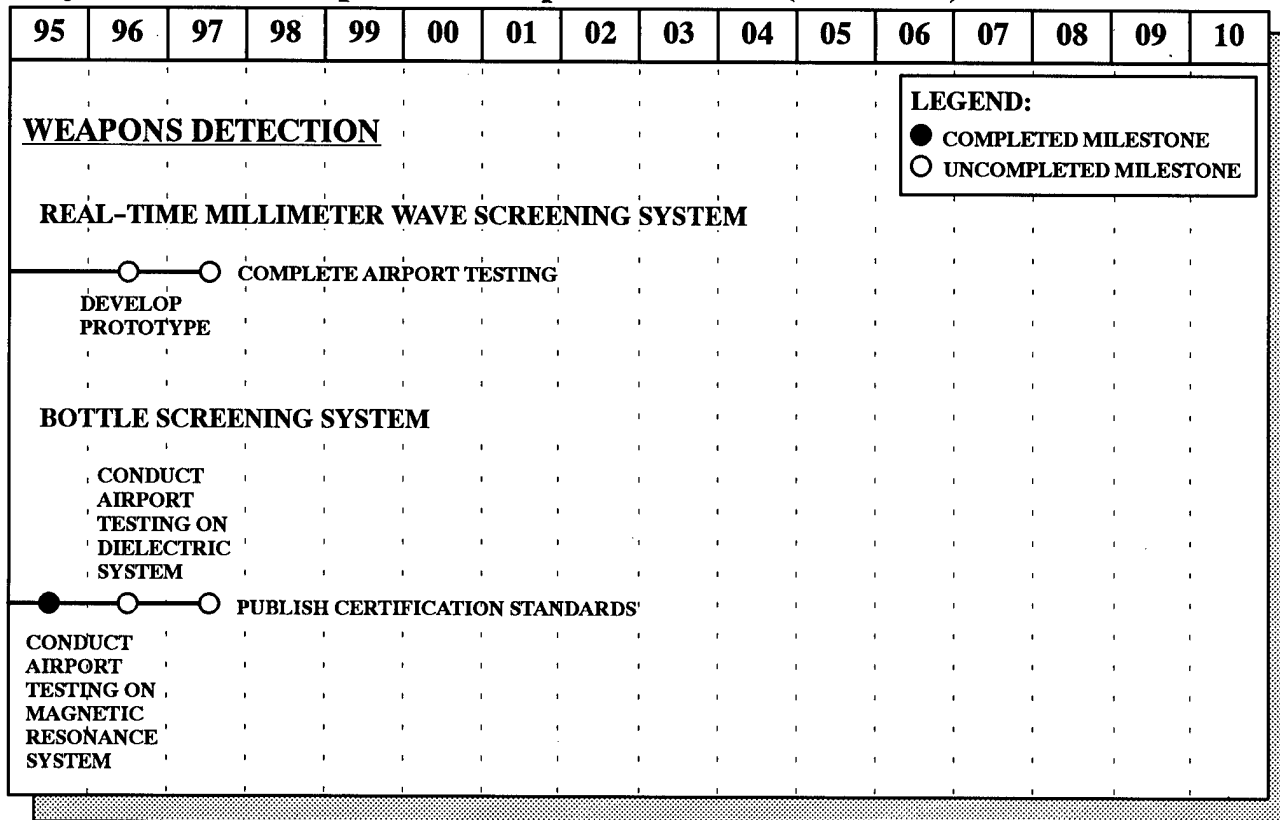 95 96 97 98 99 00 01 02 03 04 05 06 07 08 09 10
LEGEND:
COMPLETED MILESTONE
UNCOMPLETED MILESTONE
WEAPONS DETECTION
REAL-TIME MILLIMETER WAVE SCREENING SYSTEM
COMPLETE AIRPORT TESTING
DEVELOP
PROTOTYPE
BOTTLE SCREENING SYSTEM
CONDUCT
AIRPORT
TESTING ON
DIELECTRIC
SYSTEM
PUBLISH CERTIFICATION STANDARDS
CONDUCT
AIRPORT
TESTING ON
MAGNETIC
RESONANCE
SYSTEM